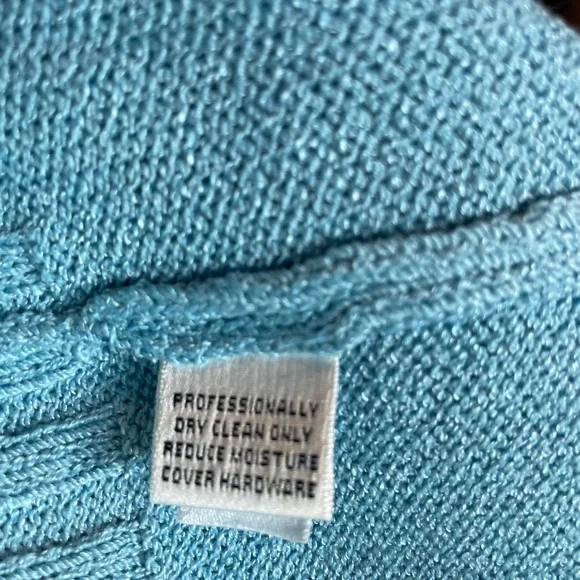 PROFESSIONALLY
DRY CLEAN ONLY
REDUCE MOISTURE
COVER HARDWARE